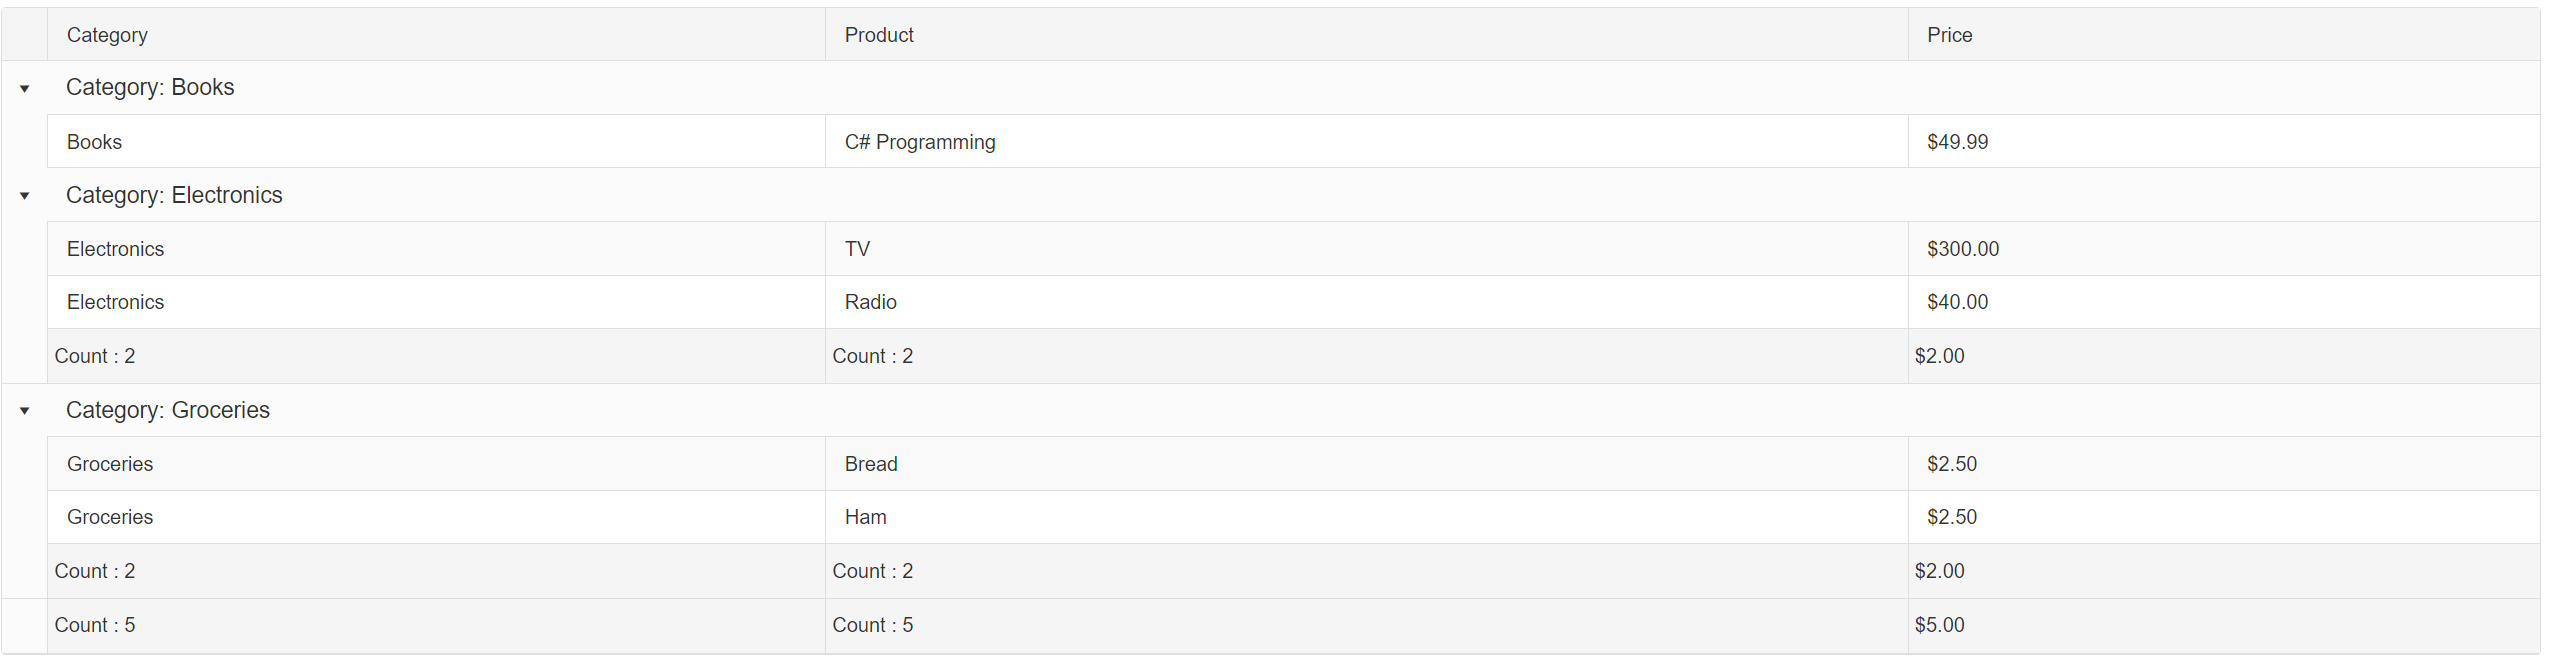 Category Product Price
Category: Books
Books C# Programming $49.99
Category: Electronics
Electronics TV $300.00
Electronics Radio $40.00
Count : 2 Count : 2 $2.00
Category: Groceries
Groceries Bread $2.50
Groceries Ham $2.50
Count : 2 Count : 2 $2.00
Count : 5 Count : 5 $5.00